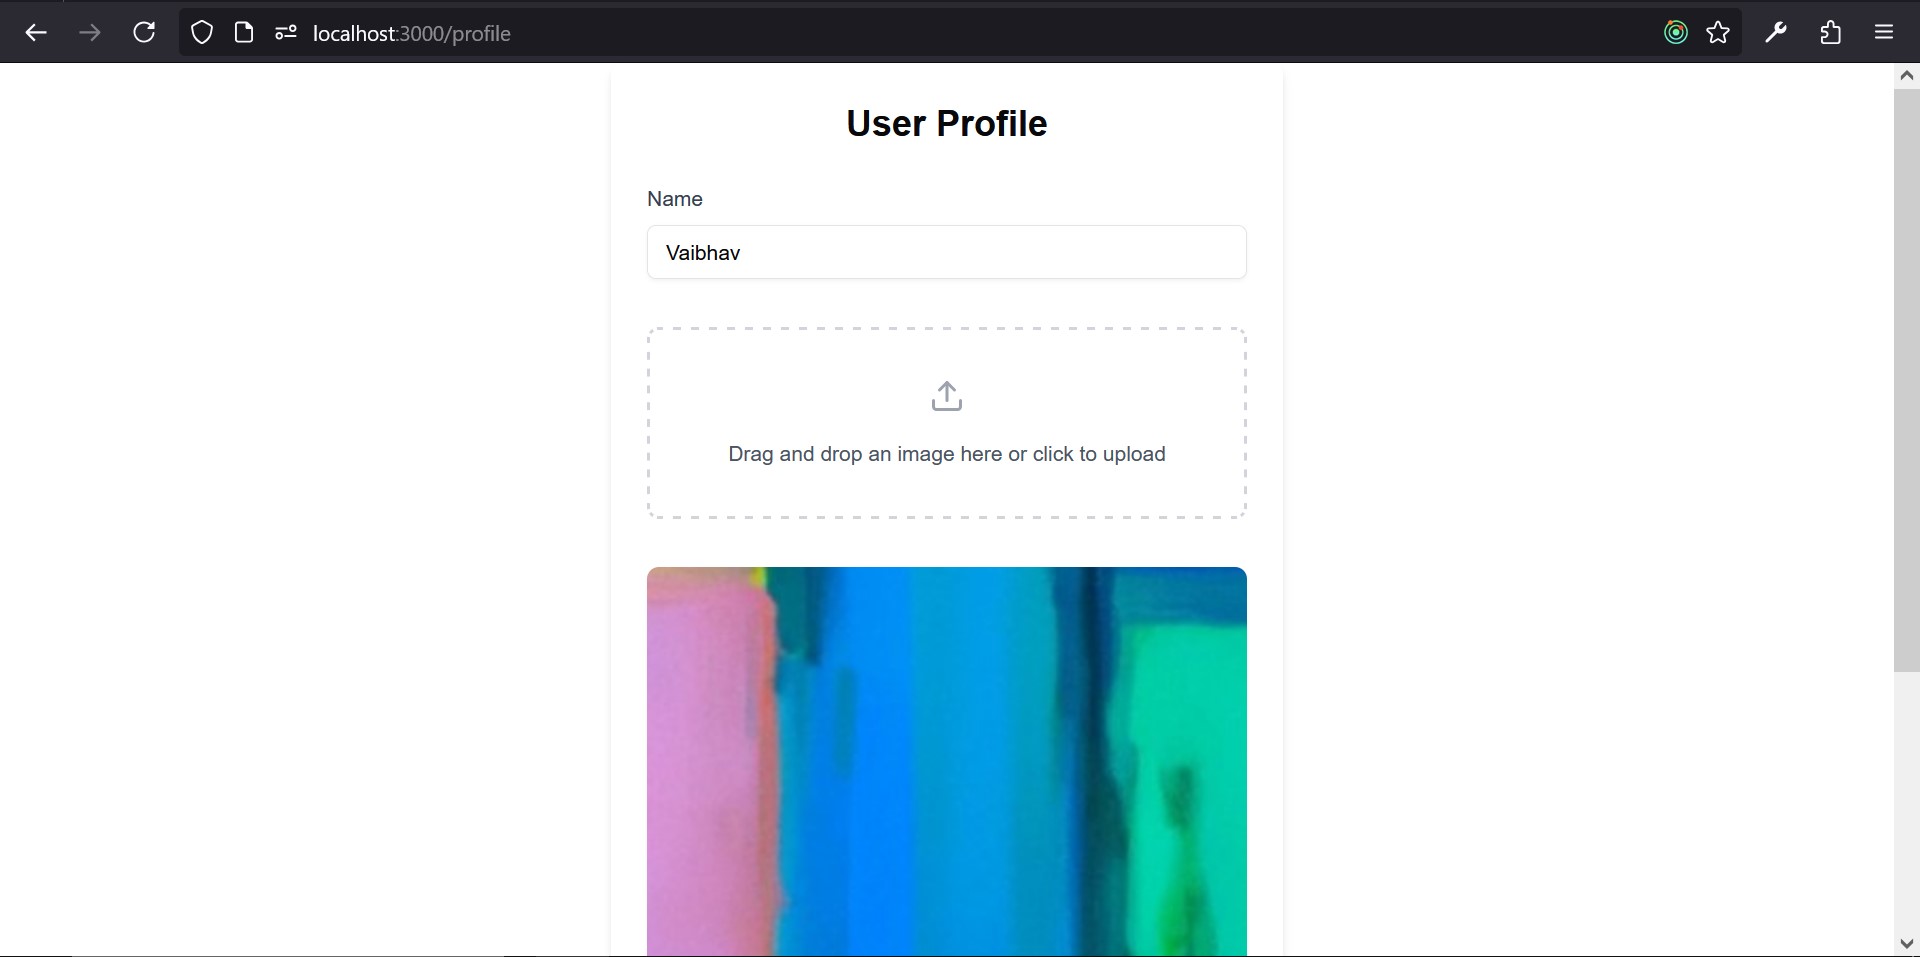 localhost:3000/profile
User Profile
Name
Vaibhav
Drag and drop an image here or click to upload